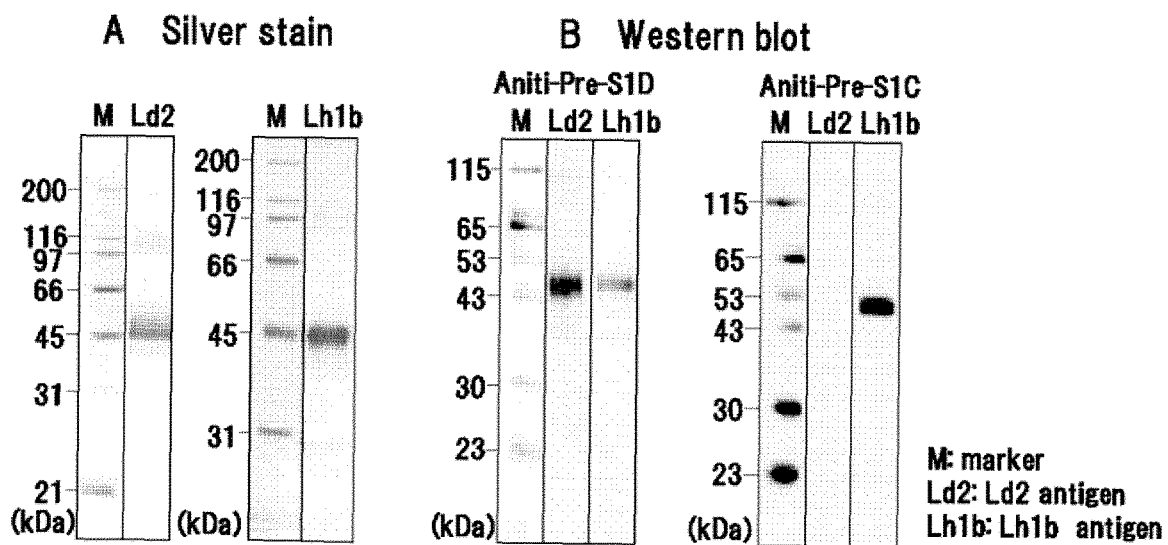 A Silver stain
M Ld2
200
116
97
66
45
31
21
(kDa)
M Lh1b
200
116
97
66
45
31
(kDa)
B Western blot
Aniti-Pre-S1D
M Ld2 Lh1b
115
65
53
43
30
23
(kDa)
Aniti-Pre-S1C
M Ld2 Lh1b
115
65
53
43
30
23
(kDa)
M: marker
Ld2: Ld2 antigen
Lh1b: Lh1b antigen